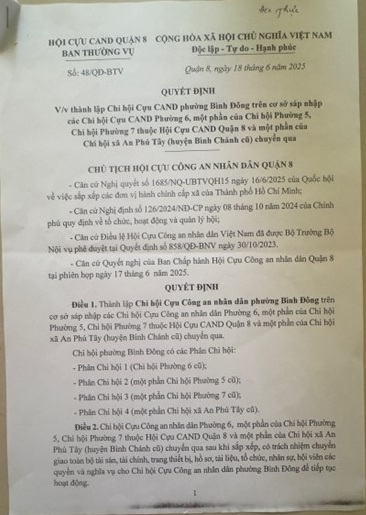 HỘI CỰU CAND QUẬN 8 CỘNG HÒA XÃ HỘI CHỦ NGHĨA VIỆT NAM
BAN THƯỜNG VỤ Độc lập - Tự do - Hạnh phúc
Số: 48/QĐ-BTV Quận 8, ngày 18 tháng 6 năm 2025
QUYẾT ĐỊNH
V/v thành lập Chi hội Cựu CAND phường Bình Đông trên cơ sở sáp nhập
các Chi hội Cựu CAND Phường 6, một phần của Chi hội Phường 5,
Chi hội Phường 7 thuộc Hội Cựu CAND Quận 8 và một phần của
Chi hội xã An Phú Tây (huyện Bình Chánh cũ) chuyển qua
CHỦ TỊCH HỘI CỰU CÔNG AN NHÂN DÂN QUẬN 8
- Căn cứ Nghị quyết số 1685/NQ-UBTVQH15 ngày 16/6/2025 của Quốc hội
về việc sắp xếp các đơn vị hành chính cấp xã của Thành phố Hồ Chí Minh;
- Căn cứ Nghị định số 126/2024/NĐ-CP ngày 08 tháng 10 năm 2024 của Chính
phủ quy định về tổ chức, hoạt động và quản lý hội;
- Căn cứ Điều lệ Hội Cựu Công an nhân dân Việt Nam đã được Bộ Trưởng Bộ
Nội vụ phê duyệt tại Quyết định số 858/QĐ-BNV ngày 30/10/2023.
- Căn cứ Quyết nghị của Ban Chấp hành Hội Cựu Công an nhân dân Quận 8
tại phiên họp ngày 17 tháng 6 năm 2025.
QUYẾT ĐỊNH
Điều 1. Thành lập Chi hội Cựu Công an nhân dân phường Bình Đông trên
cơ sở sáp nhập các Chi hội Cựu Công an nhân dân Phường 6, một phần của Chi hội
Phường 5, Chi hội Phường 7 thuộc Hội Cựu CAND Quận 8 và một phần của Chi hội
xã An Phú Tây (huyện Bình Chánh cũ) chuyển qua.
Chi hội phường Bình Đông có các Phân Chi hội:
- Phân Chi hội 1 (Chi hội Phường 6 cũ);
- Phân Chi hội 2 (một phần Chi hội Phường 5 cũ);
- Phân Chi hội 3 (một phần Chi hội Phường 7 cũ);
- Phân Chi hội 4 (một phần Chi hội xã An Phú Tây cũ).
Điều 2. Chi hội Cựu Công an nhân dân Phường 6, một phần của Chi hội Phường
5, Chi hội Phường 7 thuộc Hội Cựu CAND Quận 8 và một phần của Chi hội xã An
Phú Tây (huyện Bình Chánh cũ) chuyển qua sau khi sắp xếp, có trách nhiệm chuyển
giao toàn bộ tài sản, tài chính, trang thiết bị, hồ sơ, tài liệu, tổ chức, nhân sự, hội viên các
quyền và nghĩa vụ cho Chi hội Cựu Công an nhân dân phường Bình Đông để tiếp tục
hoạt động.
1